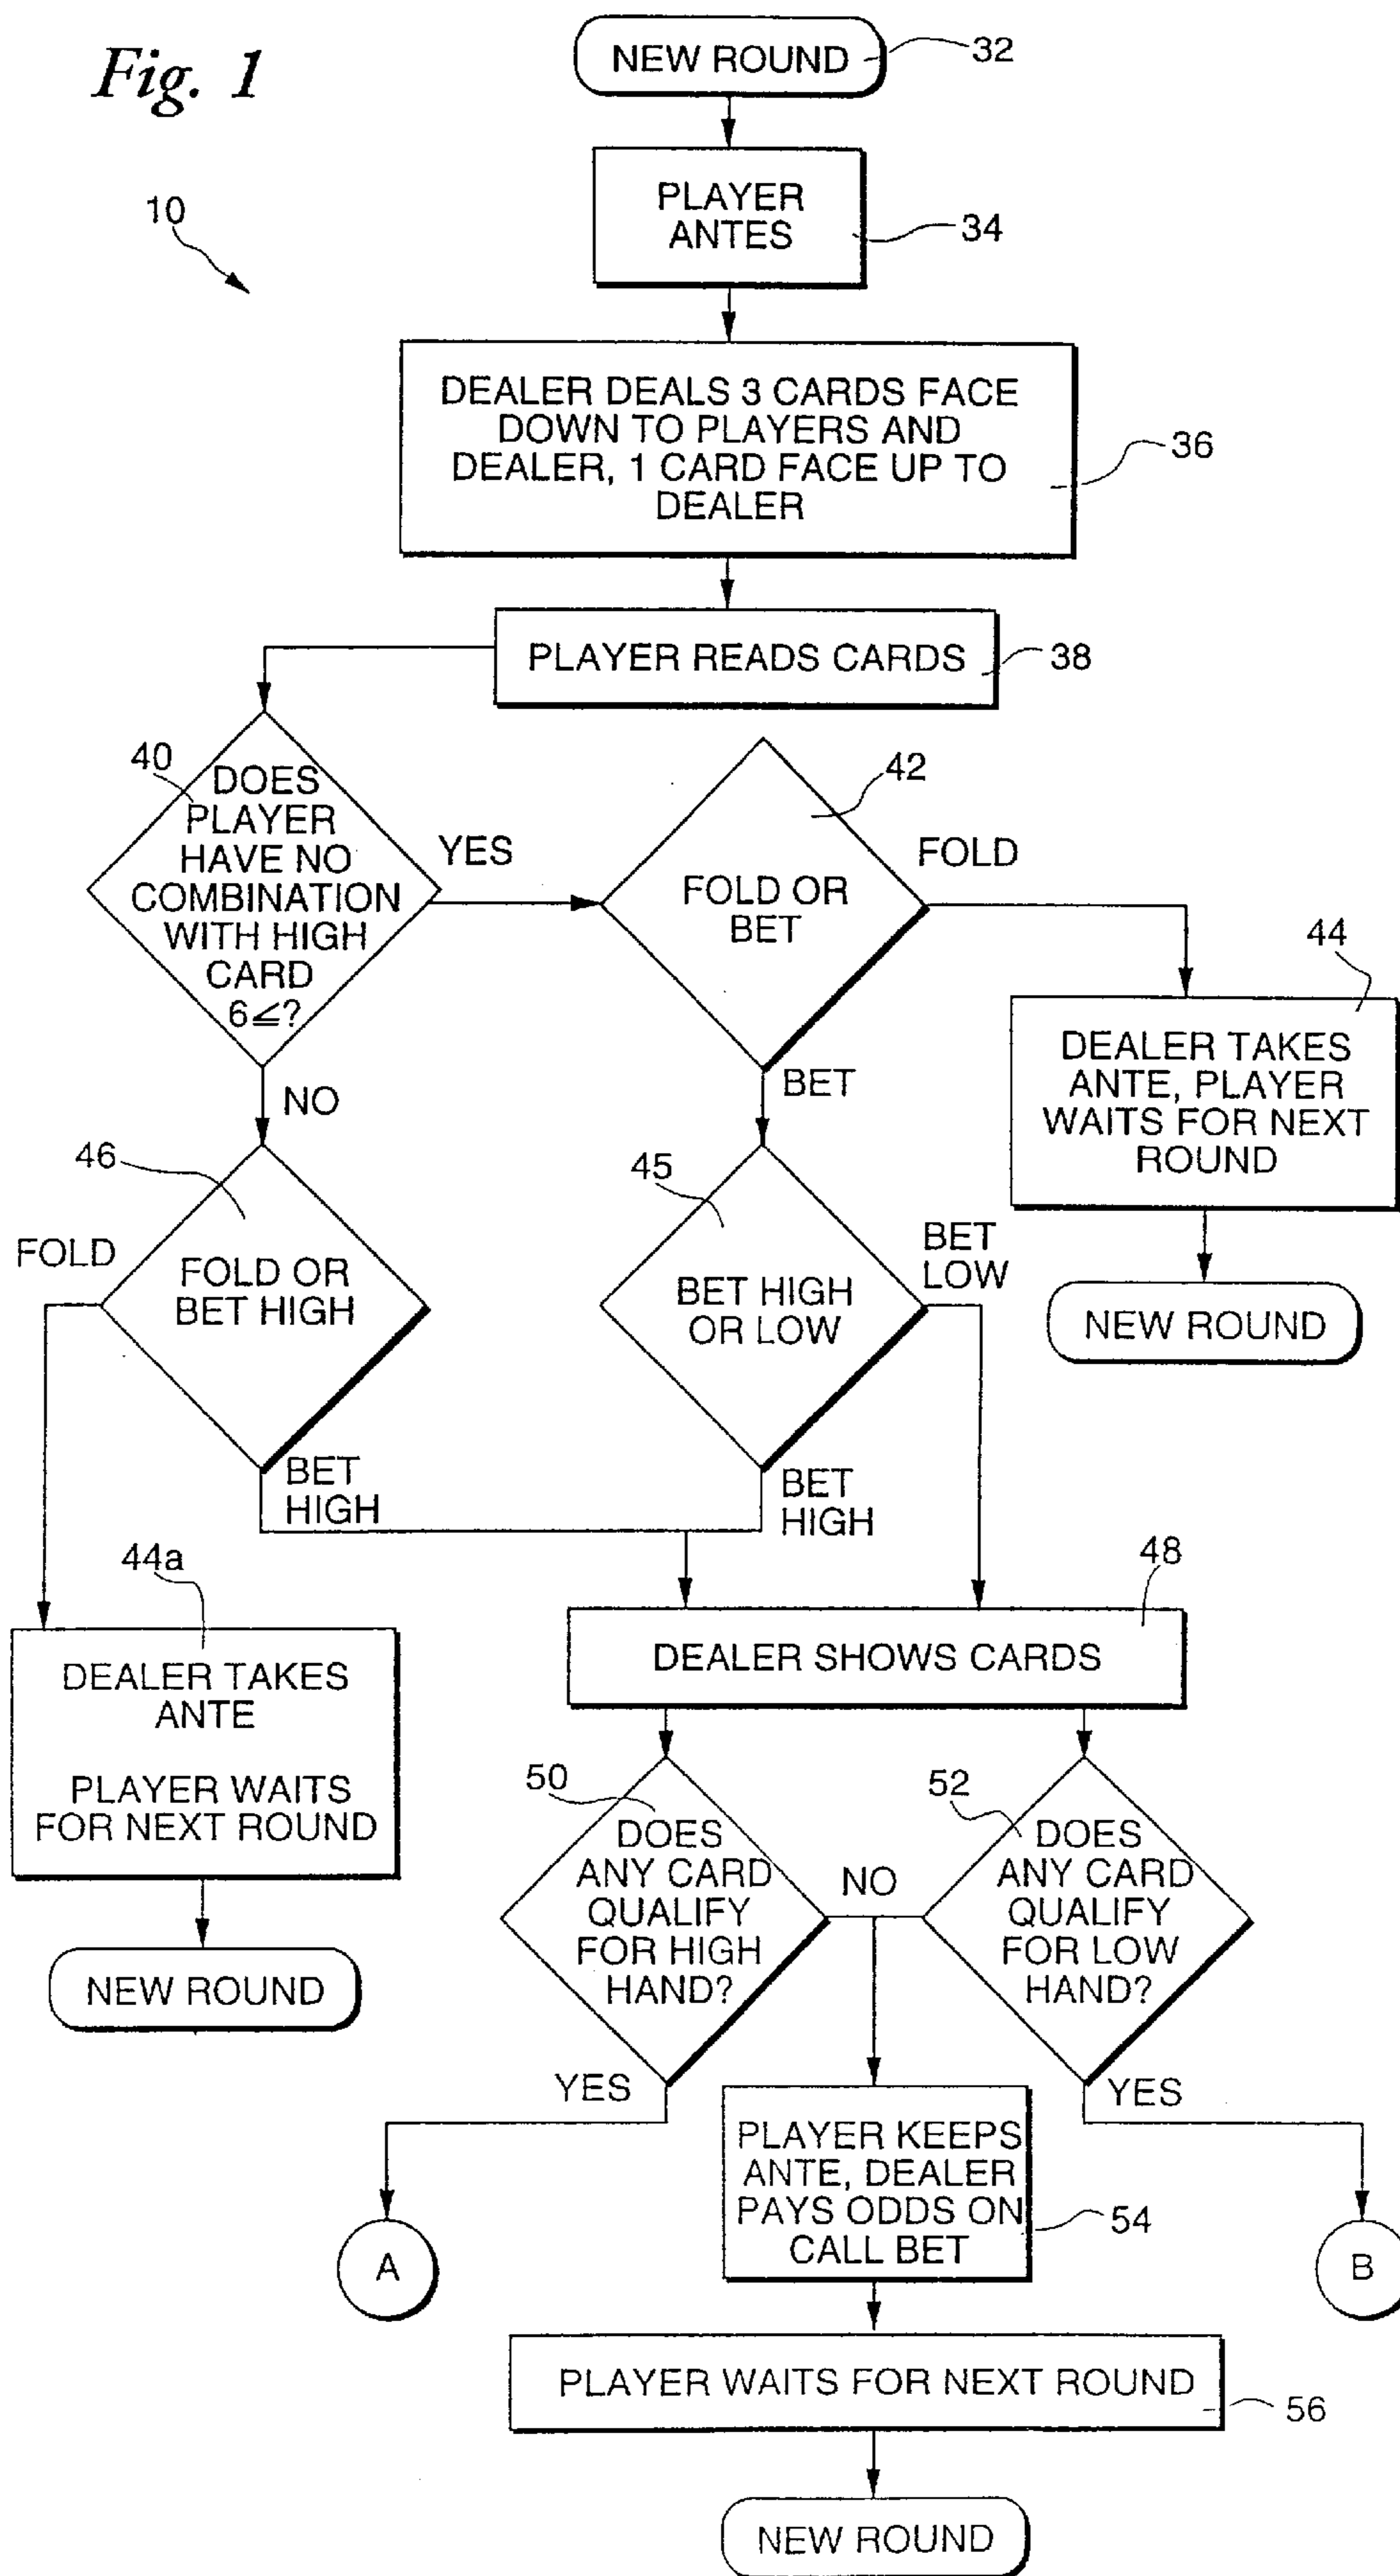 Fig. 1
NEW ROUND
32
PLAYER
ANTES
34
10
DEALER DEALS 3 CARDS FACE
DOWN TO PLAYERS AND
DEALER, 1 CARD FACE UP TO
DEALER
36
PLAYER READS CARDS
38
40
DOES
PLAYER
HAVE NO
COMBINATION
WITH HIGH
CARD
6≤?
YES
42
FOLD OR
BET
FOLD
44
DEALER TAKES
ANTE, PLAYER
WAITS FOR NEXT
ROUND
NEW ROUND
NO
BET
46
FOLD OR
BET HIGH
FOLD
45
BET HIGH
OR LOW
BET
LOW
BET
HIGH
BET
HIGH
44a
DEALER TAKES
ANTE
PLAYER WAITS
FOR NEXT ROUND
NEW ROUND
48
DEALER SHOWS CARDS
50
DOES
ANY CARD
QUALIFY
FOR HIGH
HAND?
NO
52
DOES
ANY CARD
QUALIFY
FOR LOW
HAND?
YES
YES
PLAYER KEEPS
ANTE, DEALER
PAYS ODDS ON
CALL BET
54
A
B
PLAYER WAITS FOR NEXT ROUND
56
NEW ROUND